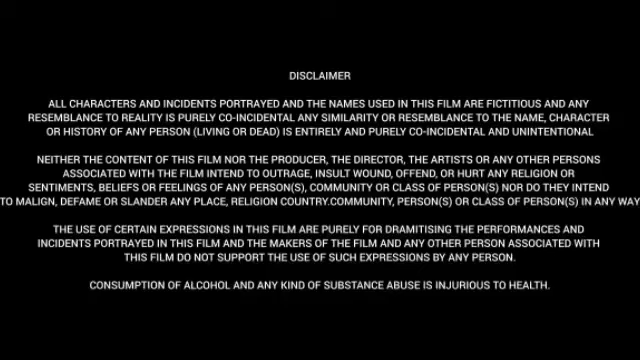 DISCLAIMER
ALL CHARACTERS AND INCIDENTS PORTRAYED AND THE NAMES USED IN THIS FILM ARE FICTITIOUS AND ANY
RESEMBLANCE TO REALITY IS PURELY CO-INCIDENTAL ANY SIMILARITY OR RESEMBLANCE TO THE NAME, CHARACTER
OR HISTORY OF ANY PERSON (LIVING OR DEAD) IS ENTIRELY AND PURELY CO-INCIDENTAL AND UNINTENTIONAL
NEITHER THE CONTENT OF THIS FILM NOR THE PRODUCER, THE DIRECTOR, THE ARTISTS OR ANY OTHER PERSONS
ASSOCIATED WITH THE FILM INTEND TO OUTRAGE, INSULT WOUND, OFFEND, OR HURT ANY RELIGION OR
SENTIMENTS, BELIEFS OR FEELINGS OF ANY PERSON(S), COMMUNITY OR CLASS OF PERSON(S) NOR DO THEY INTEND
TO MALIGN, DEFAME OR SLANDER ANY PLACE, RELIGION COUNTRY.COMMUNITY, PERSON(S) OR CLASS OF PERSON(S) IN ANY WAY
THE USE OF CERTAIN EXPRESSIONS IN THIS FILM ARE PURELY FOR DRAMITISING THE PERFORMANCES AND
INCIDENTS PORTRAYED IN THIS FILM AND THE MAKERS OF THE FILM AND ANY OTHER PERSON ASSOCIATED WITH
THIS FILM DO NOT SUPPORT THE USE OF SUCH EXPRESSIONS BY ANY PERSON.
CONSUMPTION OF ALCOHOL AND ANY KIND OF SUBSTANCE ABUSE IS INJURIOUS TO HEALTH.